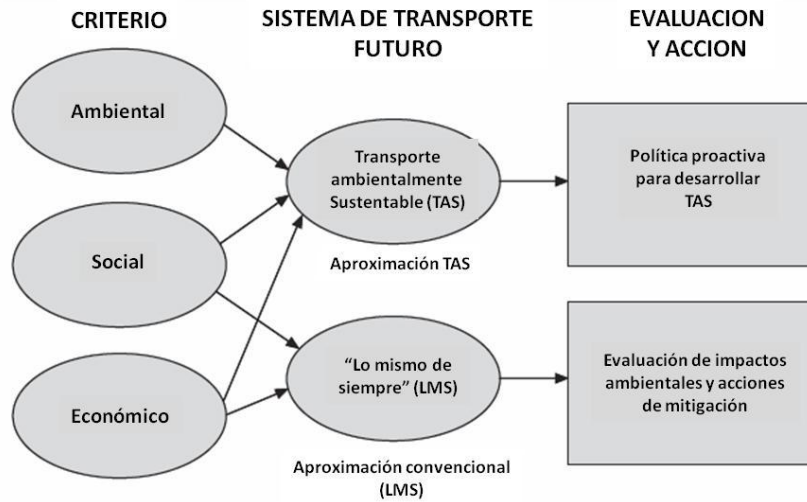 CRITERIO
SISTEMA DE TRANSPORTE
FUTURO
EVALUACION
Y ACCION
Ambiental
Transporte
ambientalmente
Sustentable (TAS)
Política proactiva
para desarrollar
TAS
Social
Aproximación TAS
“Lo mismo de
siempre” (LMS)
Evaluación de impactos
ambientales y acciones
de mitigación
Económico
Aproximación convencional
(LMS)